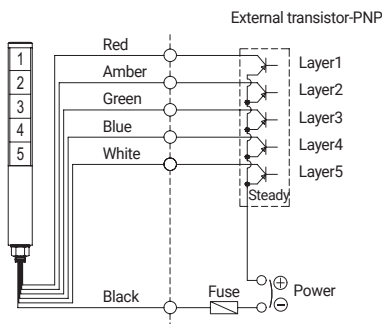 External transistor-PNP
Red
Amber
Green
Blue
White
1
2
3
4
5
Layer1
Layer2
Layer3
Layer4
Layer5
Steady
Black
Fuse
+
−
Power